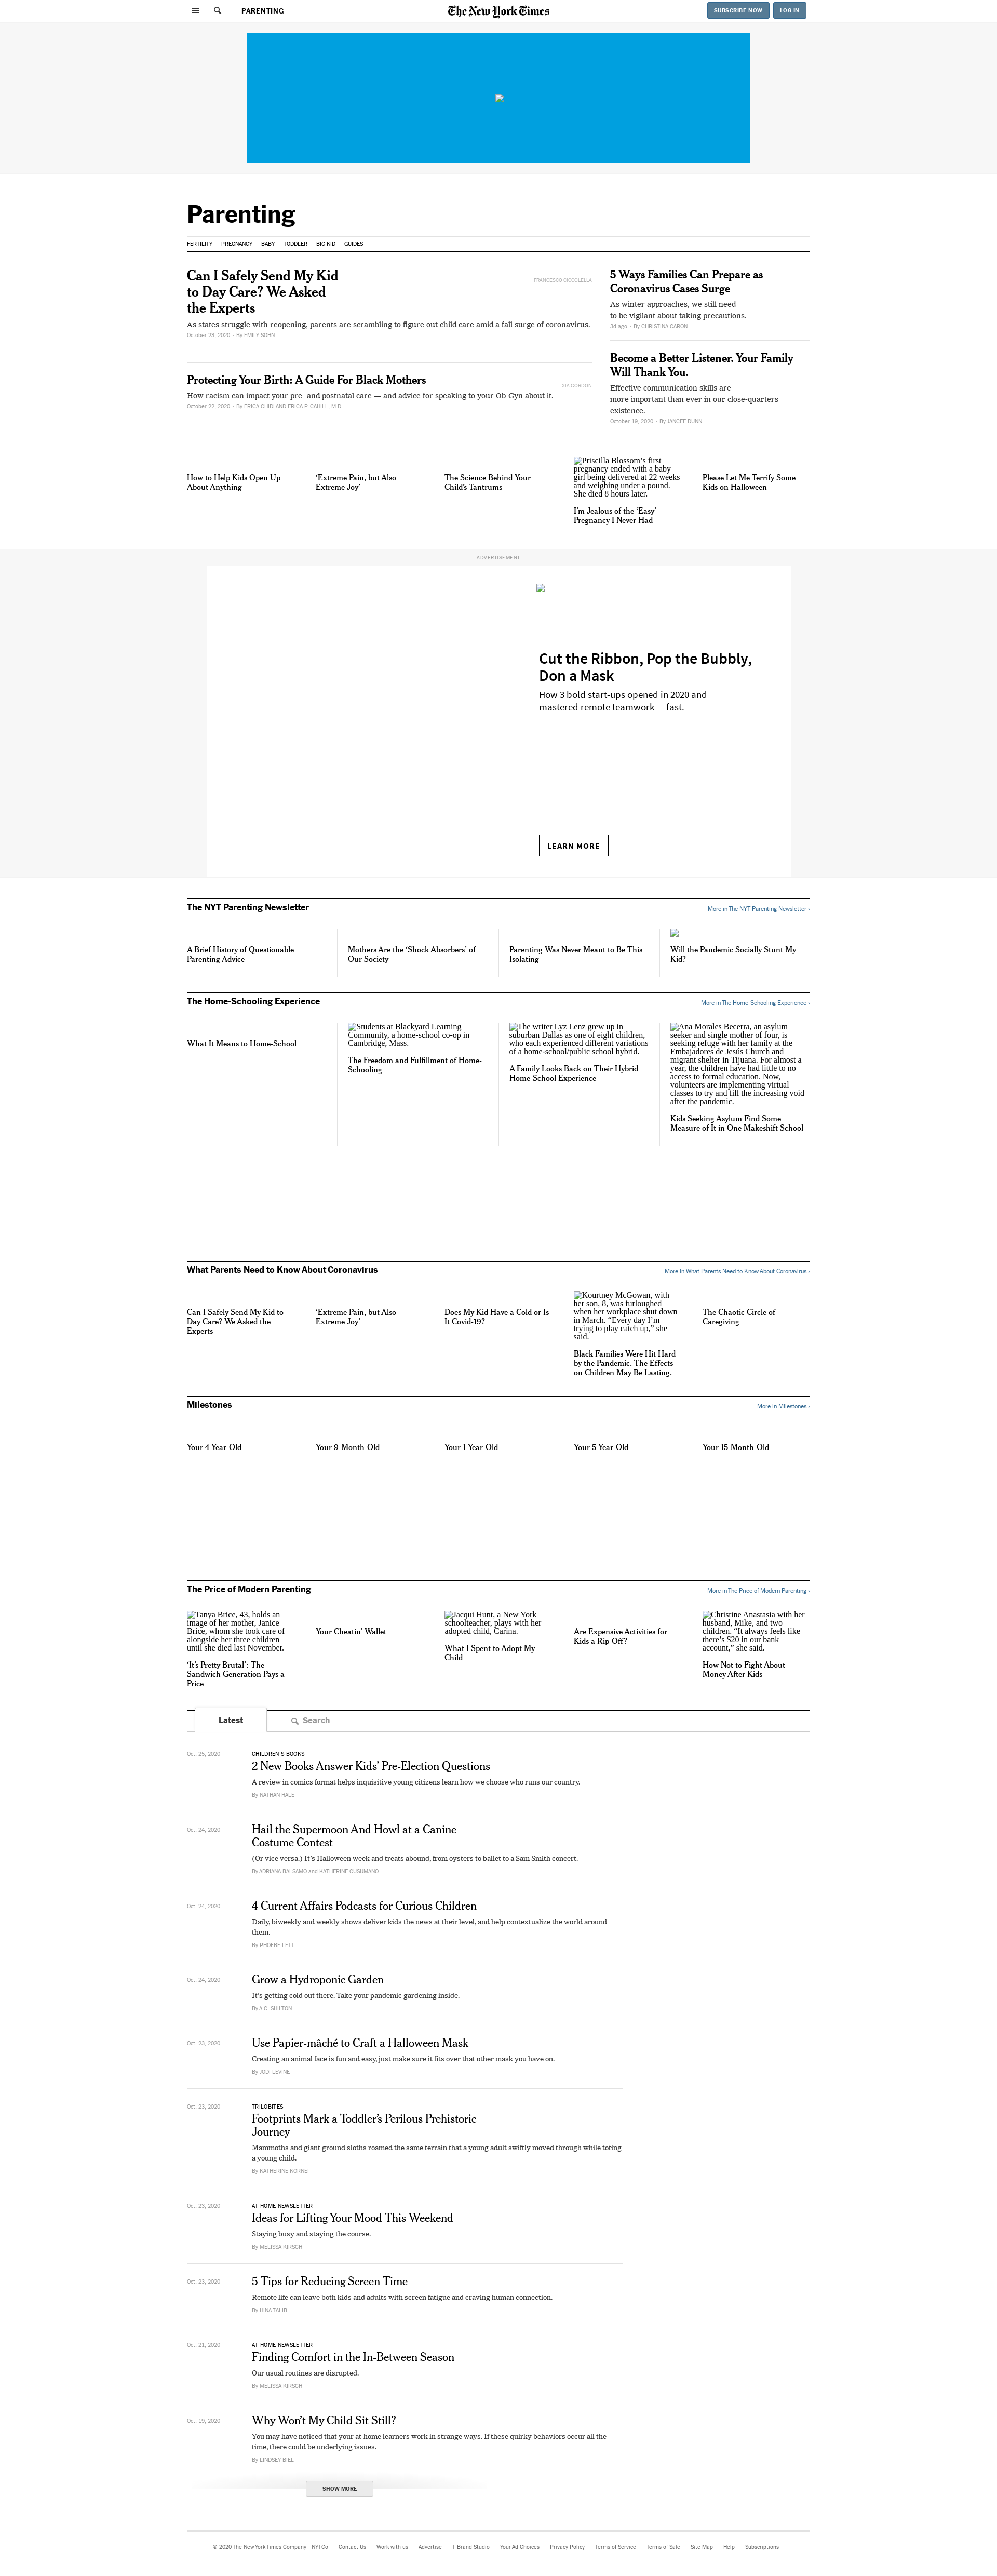 PARENTING
The New York Times
SUBSCRIBE NOW
LOG IN
Parenting
FERTILITY
PREGNANCY
BABY
TODDLER
BIG KID
GUIDES
Can I Safely Send My Kid
to Day Care? We Asked
the Experts
FRANCESCO CICCOLELLA
As states struggle with reopening, parents are scrambling to figure out child care amid a fall surge of coronavirus.
October 23, 2020 - By EMILY SOHN
Protecting Your Birth: A Guide For Black Mothers
NIA GORDON
How racism can impact your pre- and postnatal care — and advice for speaking to your Ob-Gyn about it.
October 22, 2020 - By ERICA CHIDI AND ERICA P. CAHILL, M.D.
5 Ways Families Can Prepare as
Coronavirus Cases Surge
As winter approaches, we still need
to be vigilant about taking precautions.
3d ago - By CHRISTINA CARON
Become a Better Listener. Your Family
Will Thank You.
Effective communication skills are
more important than ever in our close-quarters
existence.
October 19, 2020 - By JANCEE DUNN
How to Help Kids Open Up
About Anything
‘Extreme Pain, but Also
Extreme Joy’
The Science Behind Your
Child’s Tantrums
Priscilla Blossom’s first
pregnancy ended with a baby
girl being delivered at 22 weeks
and weighing under a pound.
She died 8 hours later.
I’m Jealous of the ‘Easy’
Pregnancy I Never Had
Please Let Me Terrify Some
Kids on Halloween
ADVERTISEMENT
Cut the Ribbon, Pop the Bubbly,
Don a Mask
How 3 bold start-ups opened in 2020 and
mastered remote teamwork — fast.
LEARN MORE
The NYT Parenting Newsletter
More in The NYT Parenting Newsletter ›
A Brief History of Questionable
Parenting Advice
Mothers Are the ‘Shock Absorbers’ of
Our Society
Parenting Was Never Meant to Be This
Isolating
Will the Pandemic Socially Stunt My
Kid?
The Home-Schooling Experience
More in The Home-Schooling Experience ›
What It Means to Home-School
Students at Blackyard Learning
Community, a home-school co-op in
Cambridge, Mass.
The Freedom and Fulfillment of Home-
Schooling
The writer Lyz Lenz grew up in
suburban Dallas as one of eight children,
who each experienced different variations
of a home-school/public school hybrid.
A Family Looks Back on Their Hybrid
Home-School Experience
Ana Morales Becerra, an asylum
seeker and single mother of four, is
seeking refuge with her family at the
Embajadores de Jesús Church and
migrant shelter in Tijuana. For almost a
year, the children have had little to no
access to formal education. Now,
volunteers are implementing virtual
classes to try and fill the increasing void
after the pandemic.
Kids Seeking Asylum Find Some
Measure of It in One Makeshift School
What Parents Need to Know About Coronavirus
More in What Parents Need to Know About Coronavirus ›
Can I Safely Send My Kid to
Day Care? We Asked the
Experts
‘Extreme Pain, but Also
Extreme Joy’
Does My Kid Have a Cold or Is
It Covid-19?
Kourtney McGowan, with
her son, 8, was furloughed
when her workplace shut down
in March. “Every day I’m
trying to play catch up,” she
said.
Black Families Were Hit Hard
by the Pandemic. The Effects
on Children May Be Lasting.
The Chaotic Circle of
Caregiving
Milestones
More in Milestones ›
Your 4-Year-Old
Your 9-Month-Old
Your 1-Year-Old
Your 5-Year-Old
Your 15-Month-Old
The Price of Modern Parenting
More in The Price of Modern Parenting ›
Tanya Brice, 43, holds an
image of her mother, Janice
Brice, whom she took care of
alongside her three children
until she died last November.
‘It’s Pretty Brutal’: The
Sandwich Generation Pays a
Price
Your Cheatin’ Wallet
Jacqui Hunt, a New York
schoolteacher, plays with her
adopted child, Carina.
What I Spent to Adopt My
Child
Are Expensive Activities for
Kids a Rip-Off?
Christine Anastasia with her
husband, Mike, and two
children. “It always feels like
there’s $20 in our bank
account,” she said.
How Not to Fight About
Money After Kids
Latest
Search
Oct. 25, 2020
CHILDREN’S BOOKS
2 New Books Answer Kids’ Pre-Election Questions
A review in comics format helps inquisitive young citizens learn how we choose who runs our country.
By NATHAN HALE
Oct. 24, 2020
Hail the Supermoon And Howl at a Canine
Costume Contest
(Or vice versa.) It’s Halloween week and treats abound, from oysters to ballet to a Sam Smith concert.
By ADRIANA BALSAMO and KATHERINE CUSUMANO
Oct. 24, 2020
4 Current Affairs Podcasts for Curious Children
Daily, biweekly and weekly shows deliver kids the news at their level, and help contextualize the world around
them.
By PHOEBE LETT
Oct. 24, 2020
Grow a Hydroponic Garden
It’s getting cold out there. Take your pandemic gardening inside.
By A.C. SHILTON
Oct. 23, 2020
Use Papier-mâché to Craft a Halloween Mask
Creating an animal face is fun and easy, just make sure it fits over that other mask you have on.
By JODI LEVINE
Oct. 23, 2020
TRILOBITES
Footprints Mark a Toddler’s Perilous Prehistoric
Journey
Mammoths and giant ground sloths roamed the same terrain that a young adult swiftly moved through while toting
a young child.
By KATHERINE KORNEI
Oct. 23, 2020
AT HOME NEWSLETTER
Ideas for Lifting Your Mood This Weekend
Staying busy and staying the course.
By MELISSA KIRSCH
Oct. 23, 2020
5 Tips for Reducing Screen Time
Remote life can leave both kids and adults with screen fatigue and craving human connection.
By HINA TALIB
Oct. 21, 2020
AT HOME NEWSLETTER
Finding Comfort in the In-Between Season
Our usual routines are disrupted.
By MELISSA KIRSCH
Oct. 19, 2020
Why Won’t My Child Sit Still?
You may have noticed that your at-home learners work in strange ways. If these quirky behaviors occur all the
time, there could be underlying issues.
By LINDSEY BIEL
SHOW MORE
© 2020 The New York Times Company NYTCo Contact Us Work with us Advertise T Brand Studio Your Ad Choices Privacy Policy Terms of Service Terms of Sale Site Map Help Subscriptions